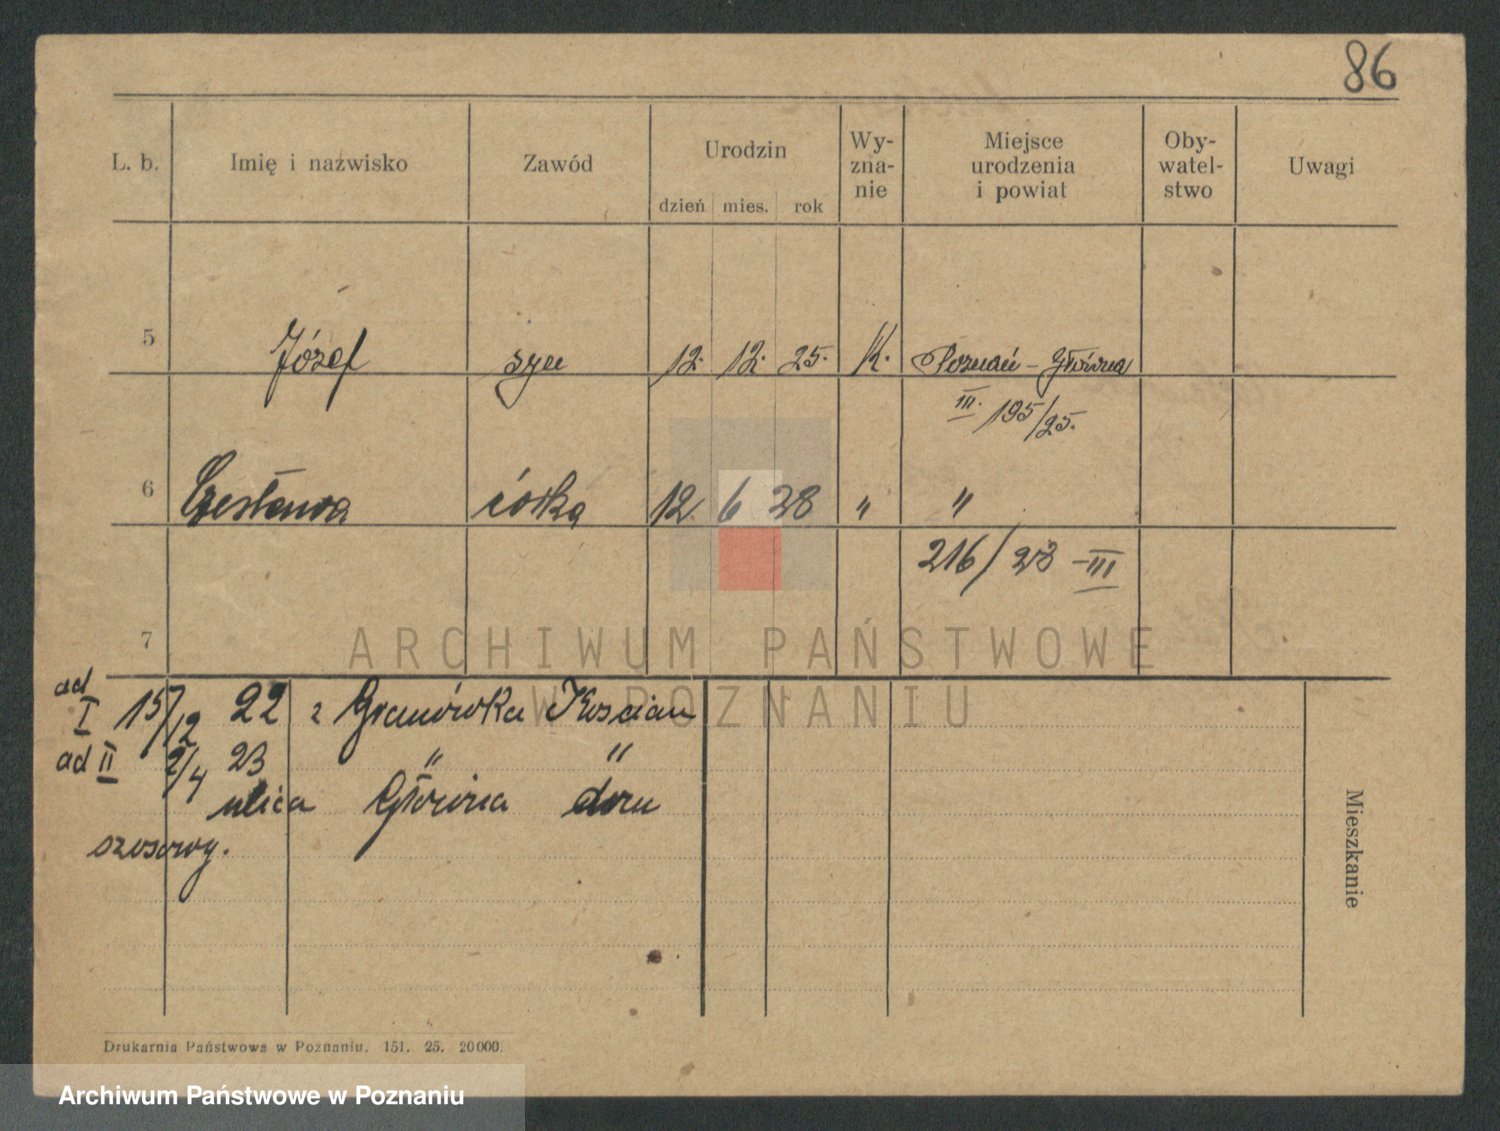 86
L. b. Imię i nazwisko Zawód Urodzin Wy-zna-nie Miejsce urodzenia i powiat Oby-watel-stwo Uwagi
dzień mies. rok
5 Józef syn 12. 12. 25. K. Poznań - Główna
III. 195/25.
6 Czesława córka 12. 6 28 " "
216/28 - III
7
ARCHIWUM PAŃSTWOWE
W POZNANIU
ad I 15/12 22 z Granówka Kościan
ad II 2/4 23 " "
ulica Główna dom
szosowy.
Mieszkanie
Drukarnia Państwowa w Poznaniu. 151. 25. 20000.
Archiwum Państwowe w Poznaniu